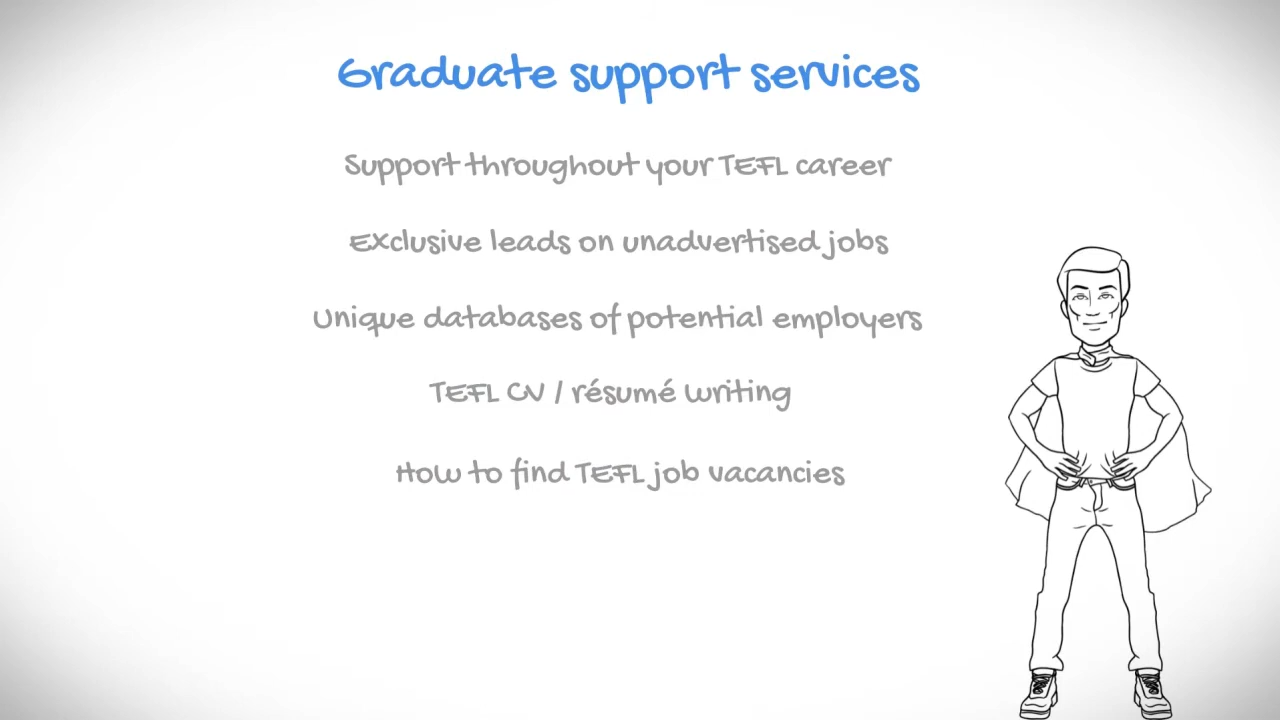 Graduate support services
Support throughout your TEFL career
Exclusive leads on unadvertised jobs
Unique databases of potential employers
TEFL CV / résumé writing
How to find TEFL job vacancies